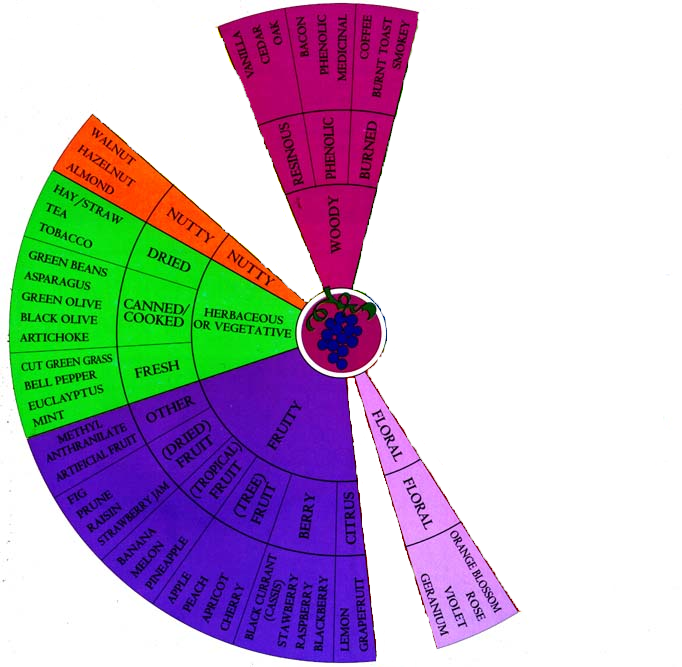 VANILLA
CEDAR
OAK
BACON
PHENOLIC
MEDICINAL
COFFEE
BURNT TOAST
SMOKEY
RESINOUS
PHENOLIC
BURNED
WOODY
WALNUT
HAZELNUT
ALMOND
NUTTY
NUTTY
HAY/STRAW
TEA
TOBACCO
DRIED
GREEN BEANS
ASPARAGUS
GREEN OLIVE
BLACK OLIVE
ARTICHOKE
CANNED/
COOKED
HERBACEOUS
OR VEGETATIVE
CUT GREEN GRASS
BELL PEPPER
EUCLAYPTUS
MINT
FRESH
METHYL
ANTHRANILATE
ARTIFICIAL FRUIT
OTHER
FIG
PRUNE
RAISIN
STRAWBERRY JAM
(DRIED)
FRUIT
BANANA
MELON
PINEAPPLE
(TROPICAL)
FRUIT
APPLE
PEACH
APRICOT
CHERRY
(TREE)
FRUIT
BLACK CURRANT
(CASSIS)
STAWBERRY
RASPBERRY
BLACKBERRY
BERRY
LEMON
GRAPEFRUIT
CITRUS
FRUITY
FLORAL
FLORAL
ORANGE BLOSSOM
ROSE
VIOLET
GERANIUM